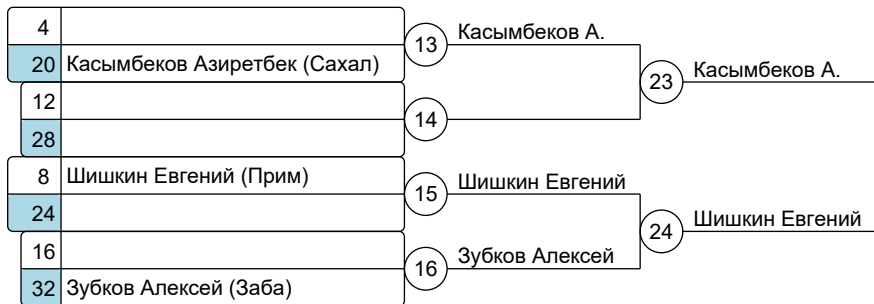 4
13 Касымбеков А.
20 Касымбеков Азиретбек (Сахал)
23 Касымбеков А.
12
14
28
8 Шишкин Евгений (Прим)
15 Шишкин Евгений
24
24 Шишкин Евгений
16
16 Зубков Алексей
32 Зубков Алексей (Заба)